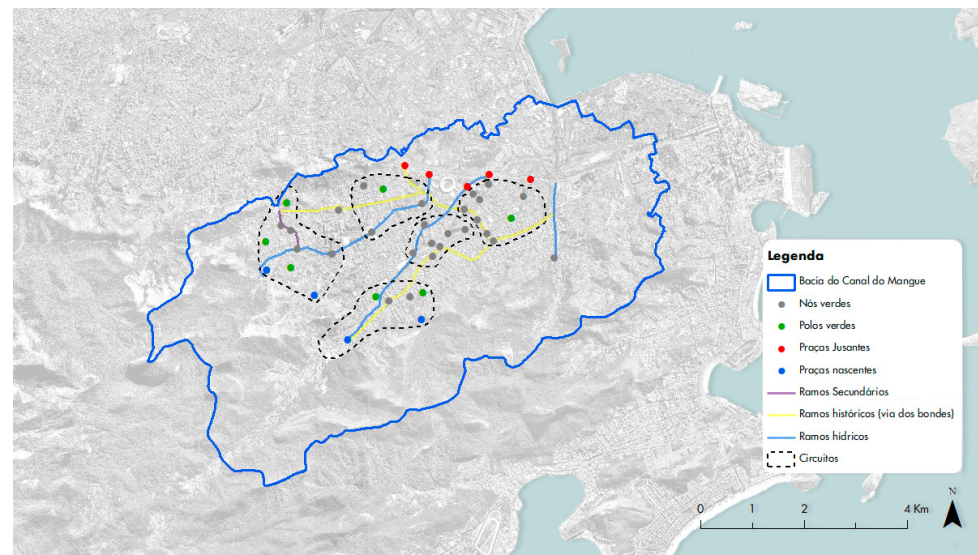 Legenda
Bacia do Canal do Mangue
Nós verdes
Polos verdes
Praças Jusantes
Praças nascentes
Ramos Secundários
Ramos históricos (via dos bondes)
Ramos hídricos
Circuitos
N
0 1 2 4 Km